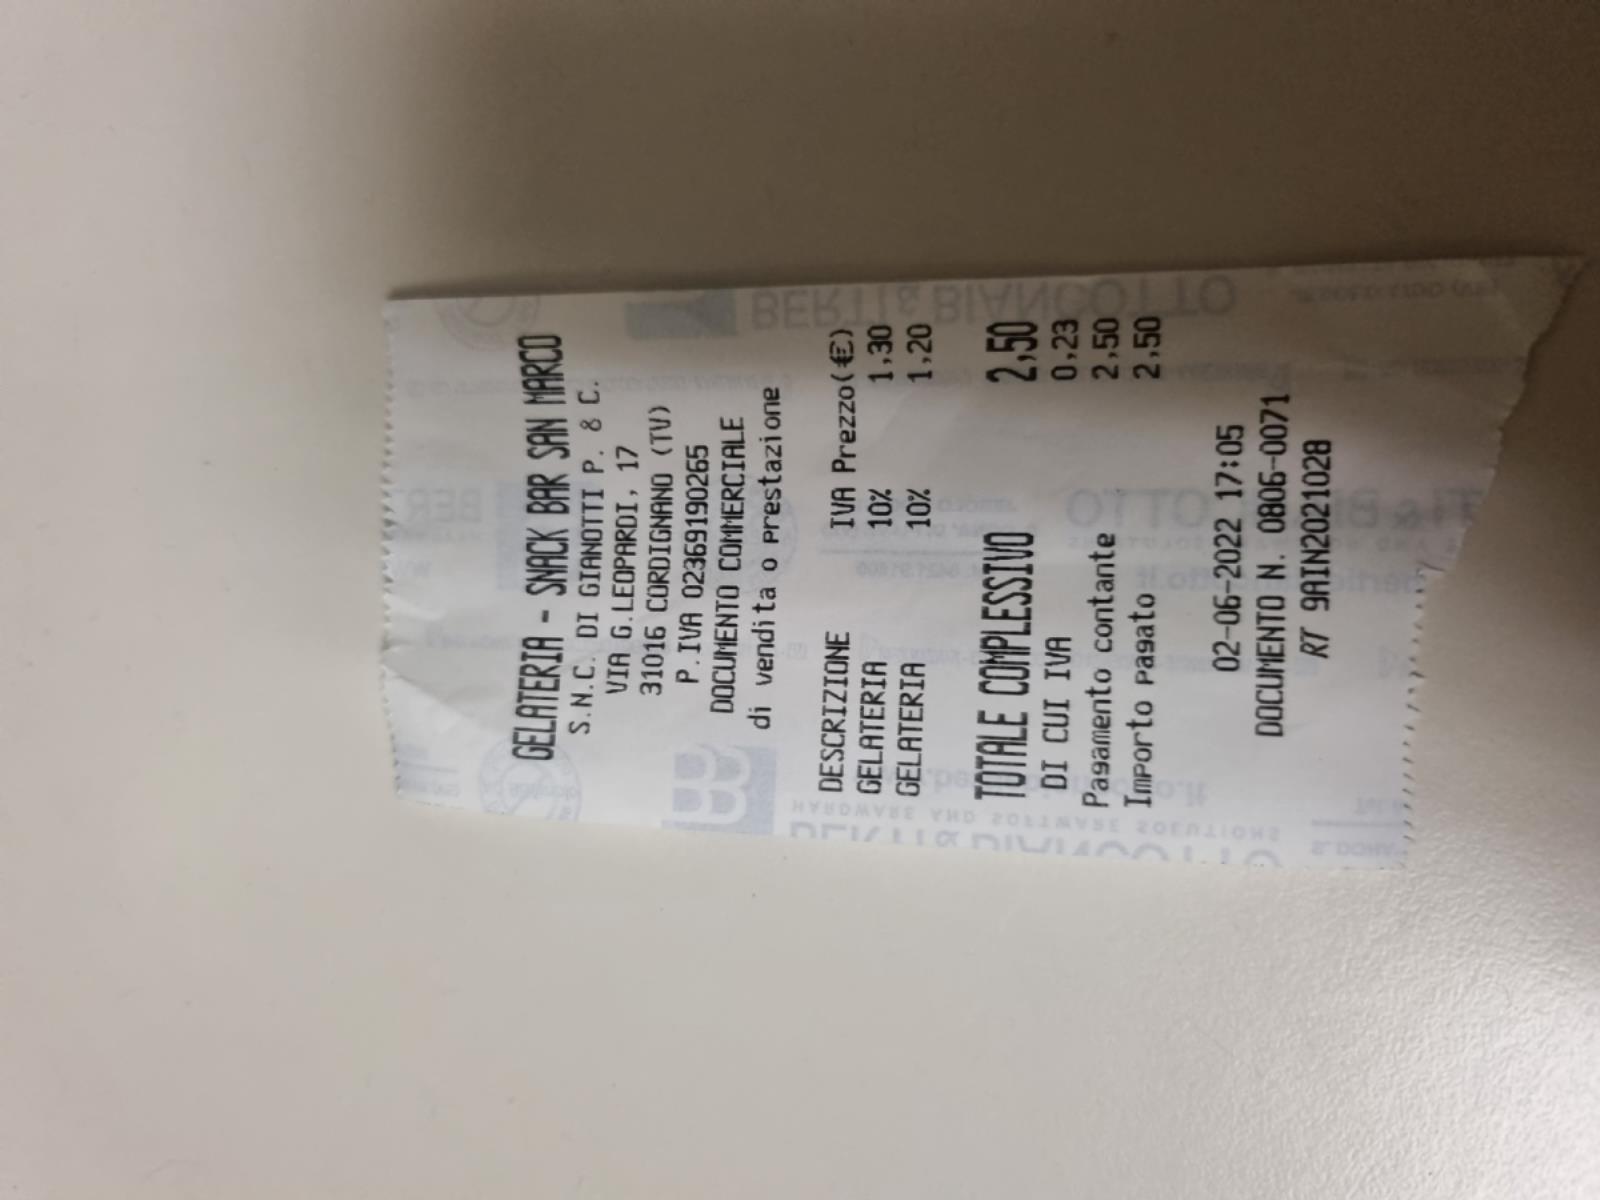 GELATERIA - SNACK BAR SAN MARCO
S.N.C. DI GIANOTTI P. & C.
VIA G.LEOPARDI, 17
31016 CORDIGNANO (TV)
P.IVA 02369190265
DOCUMENTO COMMERCIALE
di vendita o prestazione
DESCRIZIONE IVA Prezzo(€)
GELATERIA 10% 1,30
GELATERIA 10% 1,20
TOTALE COMPLESSIVO 2,50
DI CUI IVA 0,23
Pagamento contante 2,50
Importo pagato 2,50
02-06-2022 17:05
DOCUMENTO N. 0806-0071
RT 9AIN2021028
BERTI & BIANCOTTO